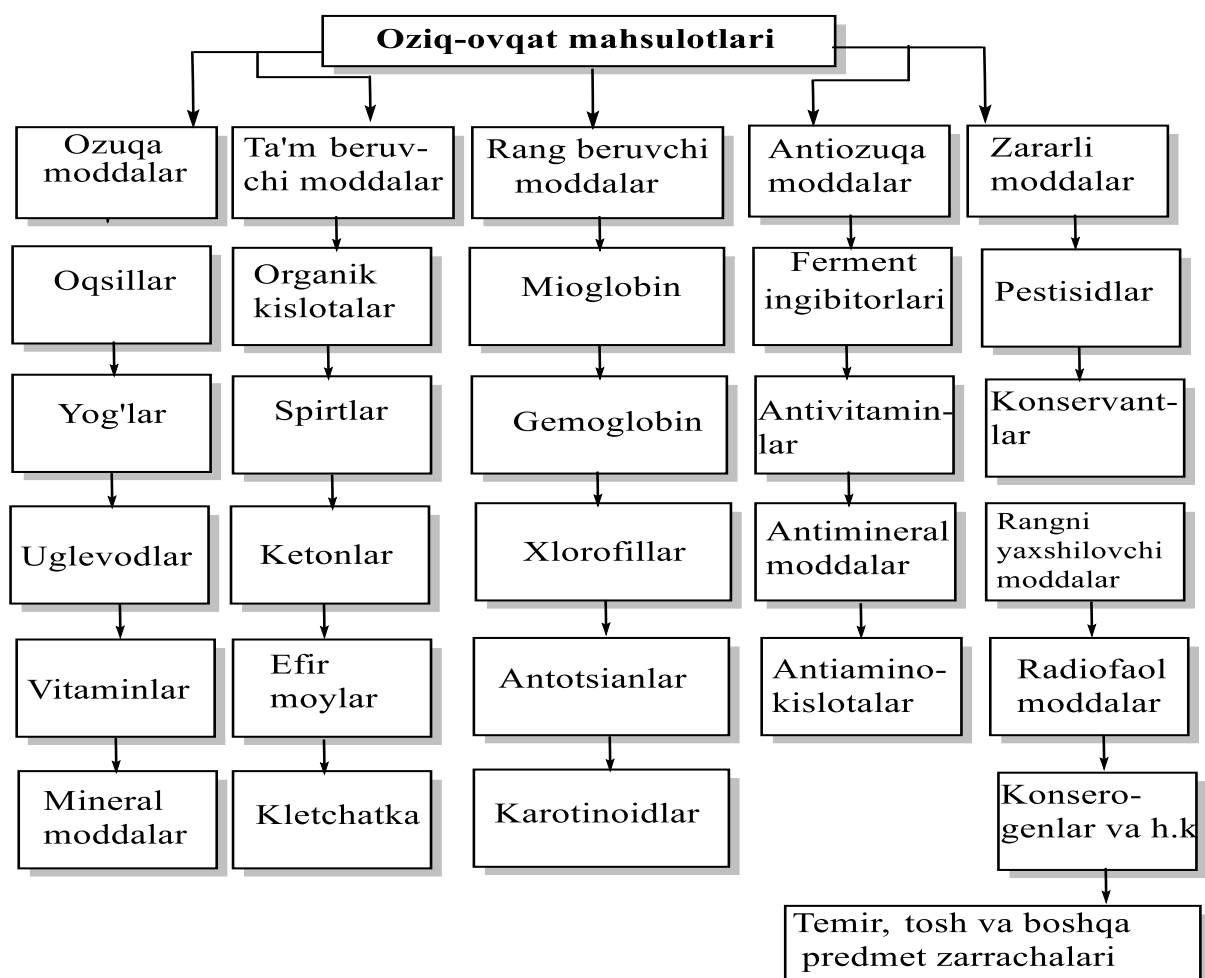 Oziq-ovqat mahsulotlari
Ozuqa
moddalar
Oqsillar
Yog'lar
Uglevodlar
Vitaminlar
Mineral
moddalar
Ta'm beruv-
chi moddalar
Organik
kislotalar
Spirtlar
Ketonlar
Efir
moylar
Kletchatka
Rang beruvchi
moddalar
Mioglobin
Gemoglobin
Xlorofillar
Antotsianlar
Karotinoidlar
Antiozuqa
moddalar
Ferment
ingibitorlari
Antivitamin-
lar
Antimineral
moddalar
Antiamino-
kislotalar
Zararli
moddalar
Pestisidlar
Konservant-
lar
Rangni
yaxshilovchi
moddalar
Radiofaol
moddalar
Konsero-
genlar va h.k
Temir, tosh va boshqa
predmet zarrachalari